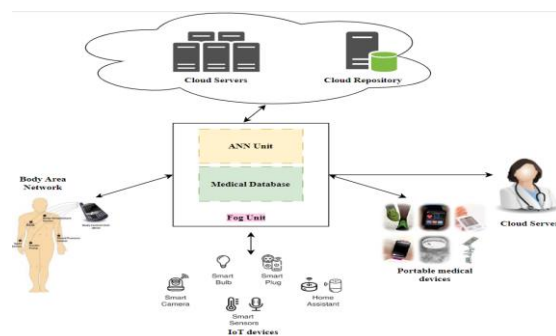 Cloud Servers
Cloud Repository
ANN Unit
Medical Database
Fog Unit
Body Area
Network
Cloud Server
Portable medical
devices
Smart
Bulb
Smart
Plug
Smart
Camera
Home
Assistant
Smart
Sensors
IoT devices